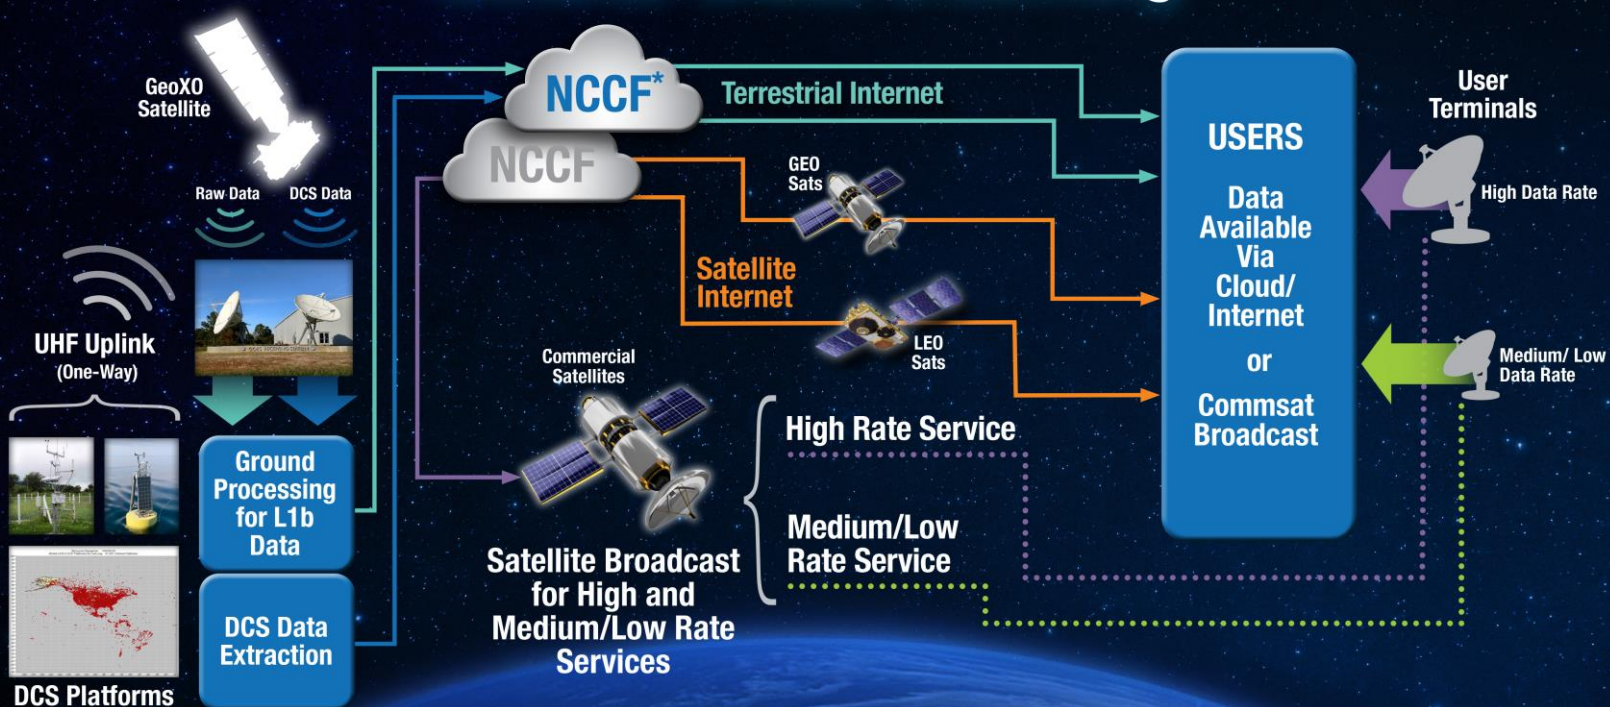 GeoXO
Satellite
Raw Data
DCS Data
UHF Uplink
(One-Way)
DCS Platforms
Ground
Processing
for L1b
Data
DCS Data
Extraction
NCCF*
NCCF
Terrestrial Internet
Satellite
Internet
GEO
Sats
LEO
Sats
Commercial
Satellites
Satellite Broadcast
for High and
Medium/Low Rate
Services
High Rate Service
Medium/Low
Rate Service
USERS
Data
Available
Via
Cloud/
Internet
or
Commsat
Broadcast
User
Terminals
High Data Rate
Medium/ Low
Data Rate